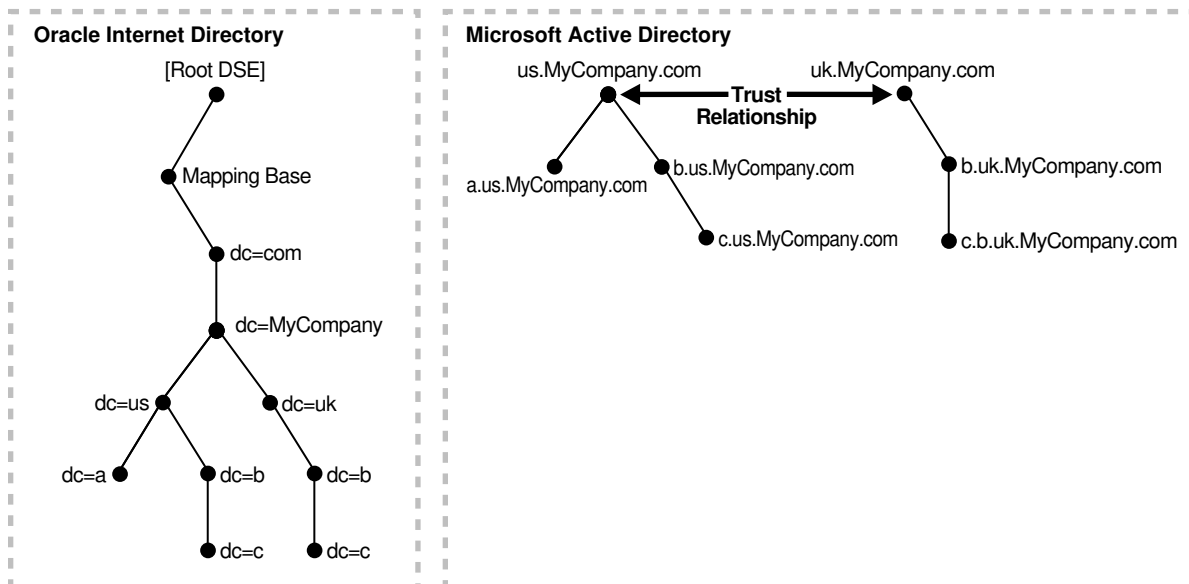 Oracle Internet Directory
[Root DSE]
Mapping Base
dc=com
dc=MyCompany
dc=us
dc=uk
dc=a
dc=b
dc=b
dc=c
dc=c
Microsoft Active Directory
us.MyCompany.com
uk.MyCompany.com
Trust
Relationship
a.us.MyCompany.com
b.us.MyCompany.com
b.uk.MyCompany.com
c.us.MyCompany.com
c.b.uk.MyCompany.com